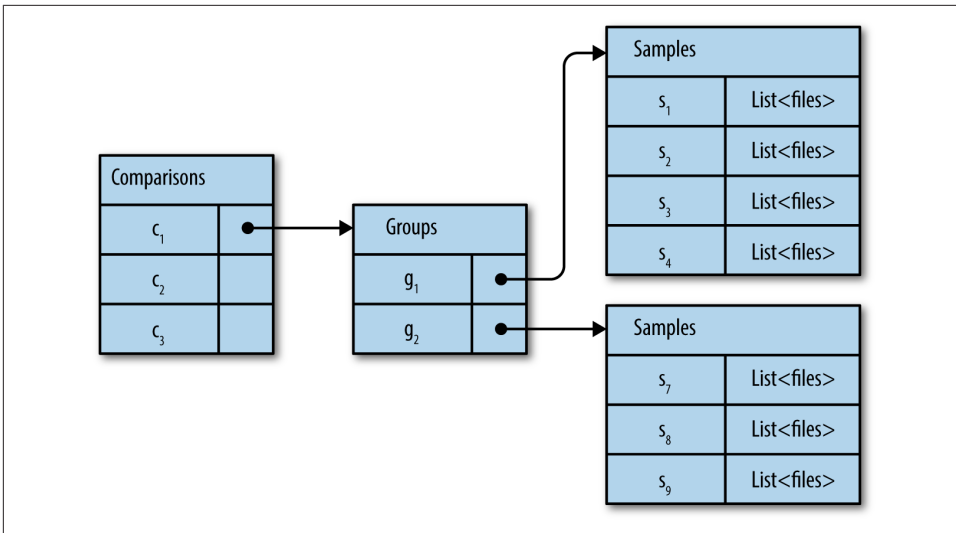 Comparisons
c₁
c₂
c₃
Groups
g₁
g₂
Samples
s₁ List<files>
s₂ List<files>
s₃ List<files>
s₄ List<files>
Samples
s₇ List<files>
s₈ List<files>
s₉ List<files>